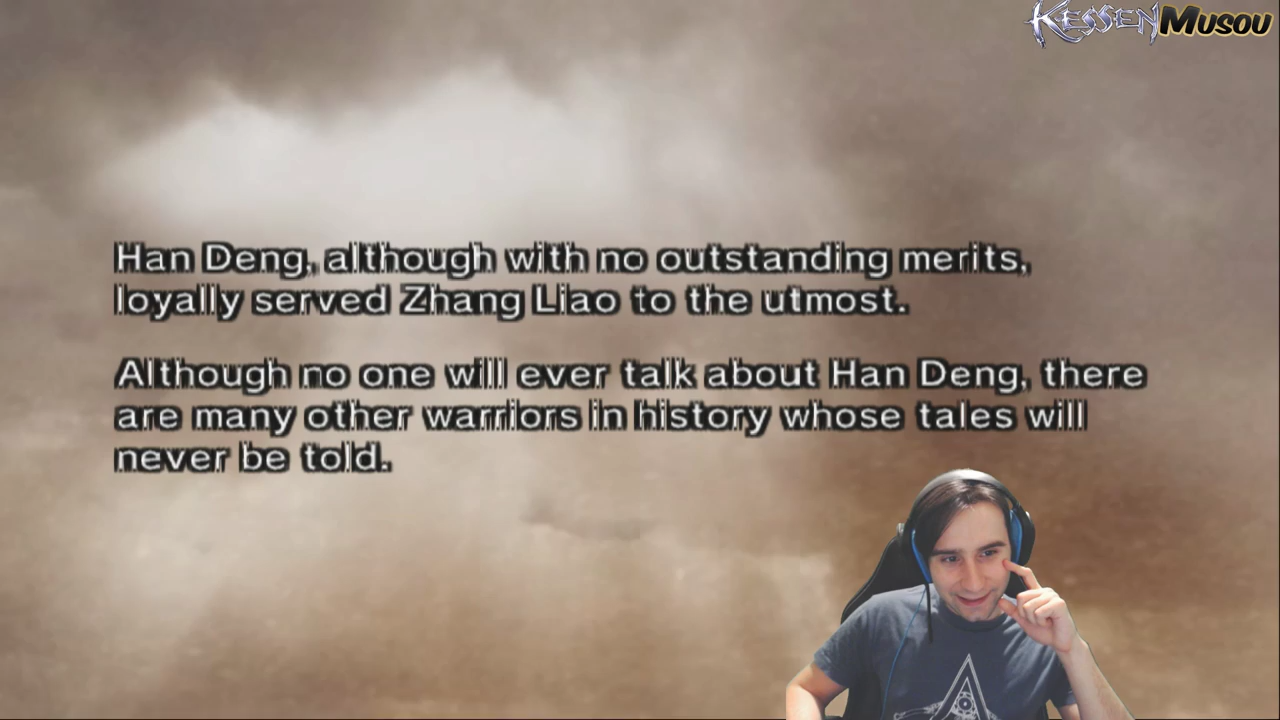 KESSEN MUSOU
Han Deng, although with no outstanding merits,
loyally served Zhang Liao to the utmost.
Although no one will ever talk about Han Deng, there
are many other warriors in history whose tales will
never be told.